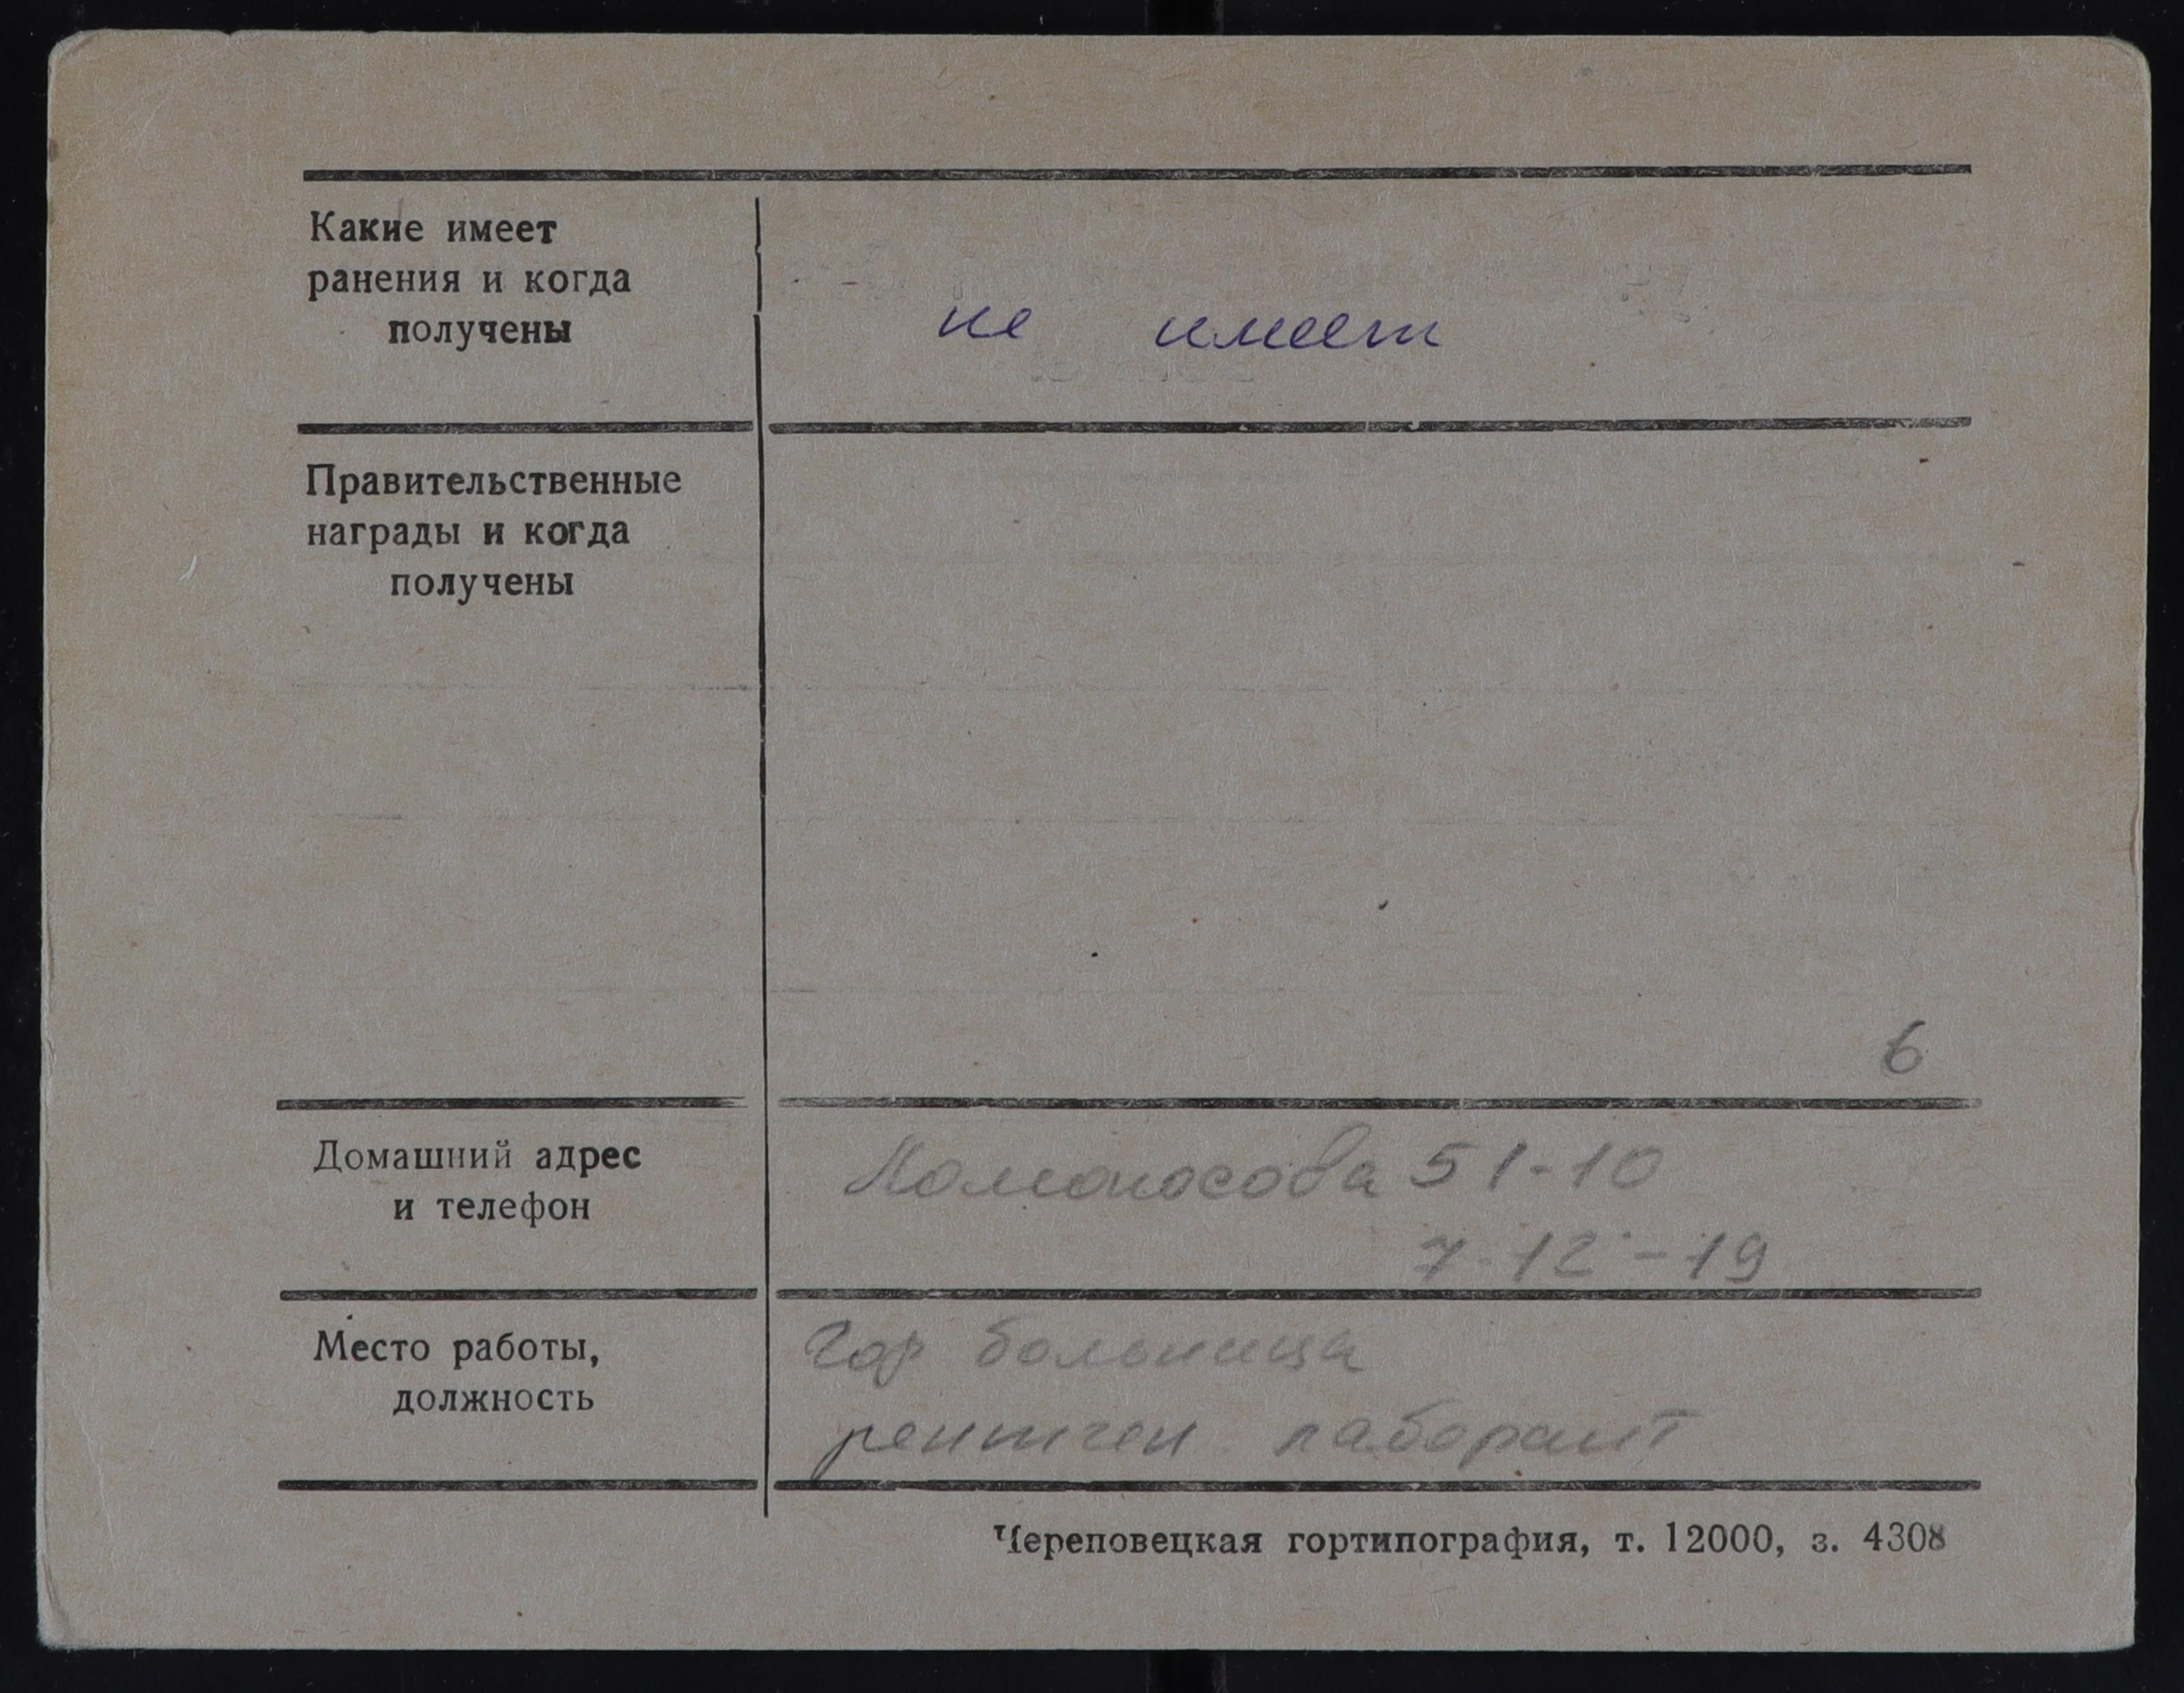 Какие имеет
ранения и когда
получены
не имеет
Правительственные
награды и когда
получены
6
Домашний адрес
и телефон
Ломоносова 51-10
7-12-19
Место работы,
должность
Гор больница
рентген лаборант
Череповецкая гортипография, т. 12000, з. 4308